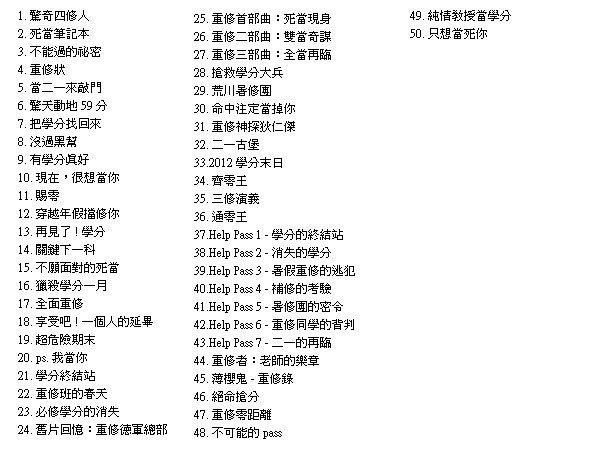 1. 驚奇四修人
2. 死當筆記本
3. 不能過的祕密
4. 重修狀
5. 當二一來敲門
6. 驚天動地 59 分
7. 把學分找回來
8. 沒過黑幫
9. 有學分真好
10. 現在，很想當你
11. 賜零
12. 穿越年假擋修你
13. 再見了 ! 學分
14. 關鍵下一科
15. 不願面對的死當
16. 獵殺學分一月
17. 全面重修
18. 享受吧 ! 一個人的延畢
19. 超危險期末
20. ps. 我當你
21. 學分終結站
22. 重修班的春天
23. 必修學分的消失
24. 舊片回憶：重修德軍總部
25. 重修首部曲：死當現身
26. 重修二部曲：雙當奇謀
27. 重修三部曲：全當再臨
28. 搶救學分大兵
29. 荒川暑修團
30. 命中注定當掉你
31. 重修神探狄仁傑
32. 二一古堡
33.2012 學分末日
34. 齊零王
35. 三修演義
36. 通零王
37.Help Pass 1 - 學分的終結站
38.Help Pass 2 - 消失的學分
39.Help Pass 3 - 暑假重修的逃犯
40.Help Pass 4 - 補修的考驗
41.Help Pass 5 - 暑修團的密令
42.Help Pass 6 - 重修同學的背判
43.Help Pass 7 - 二一的再臨
44. 重修者：老師的樂章
45. 薄櫻鬼 - 重修錄
46. 絕命搶分
47. 重修零距離
48. 不可能的 pass
49. 純情教授當學分
50. 只想當死你